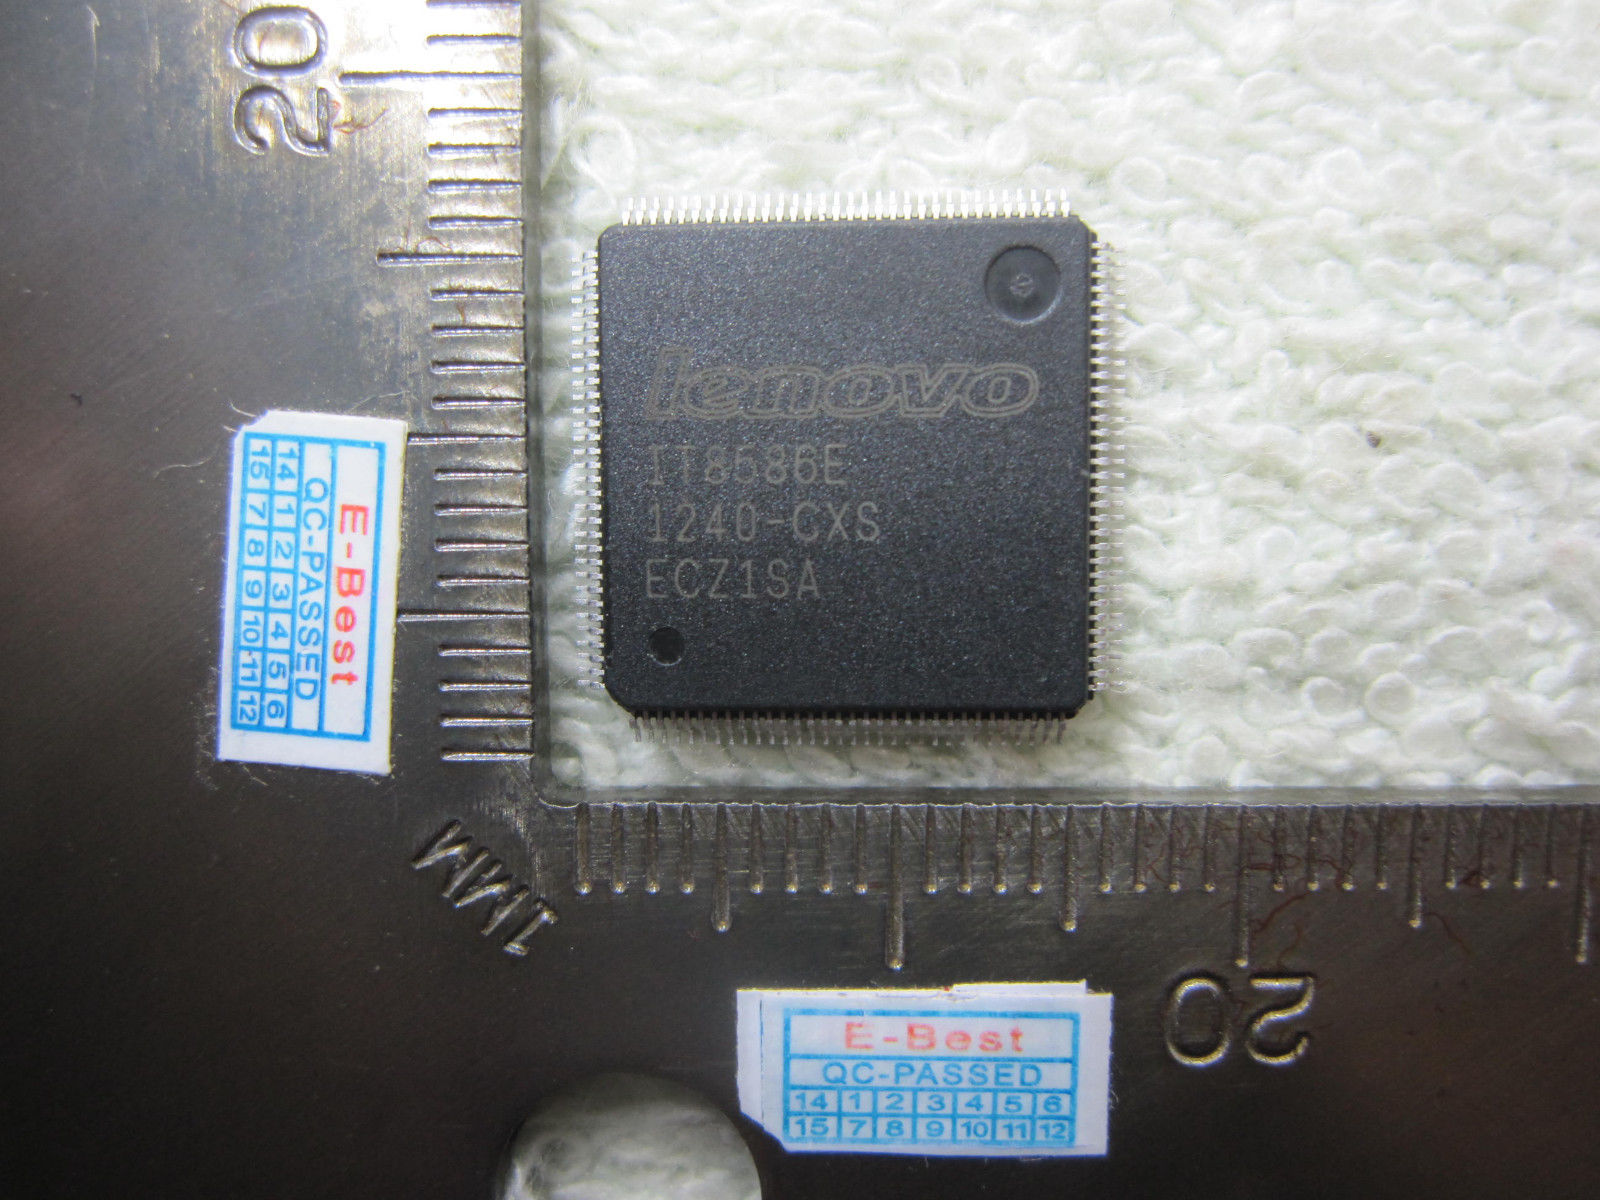 20
lenovo
IT8586E
1240-CXS
ECZ1SA
E-Best
QC-PASSED
14 1 2 3 4 5 6
15 7 8 9 10 11 12
1MM
20
E-Best
QC-PASSED
14 1 2 3 4 5 6
15 7 8 9 10 11 12